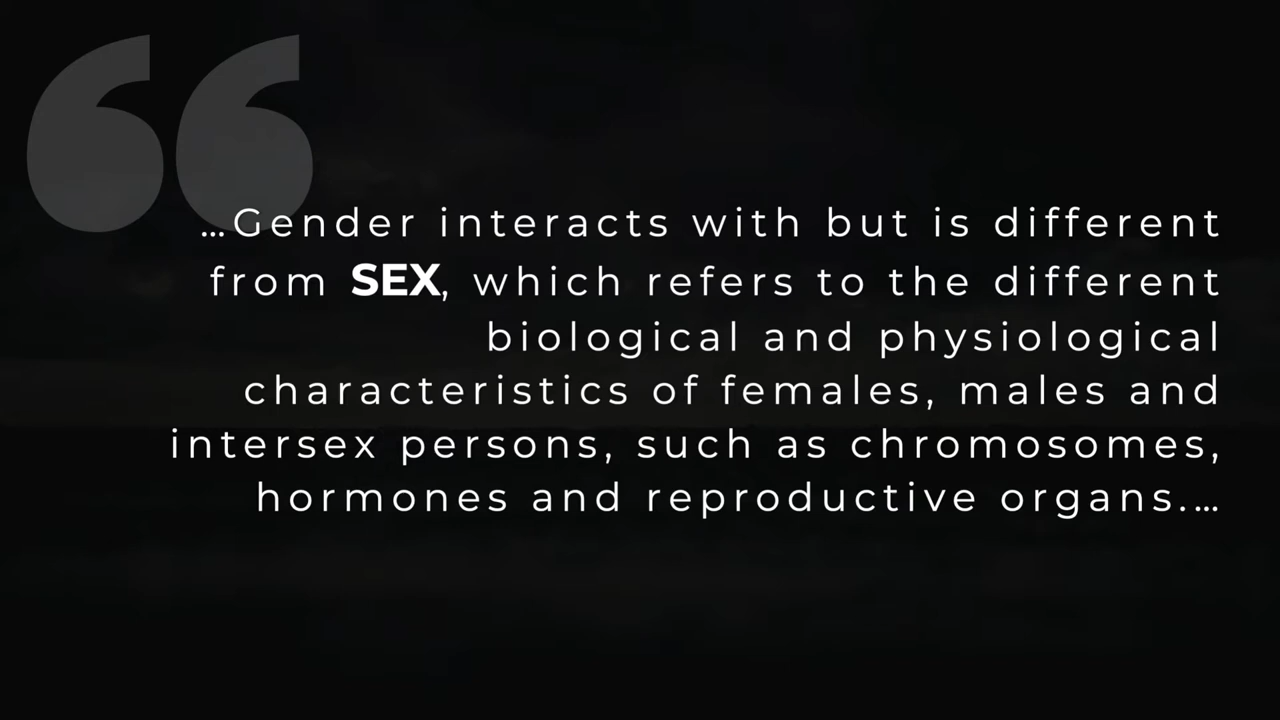 …Gender interacts with but is different
from SEX, which refers to the different
biological and physiological
characteristics of females, males and
intersex persons, such as chromosomes,
hormones and reproductive organs.…